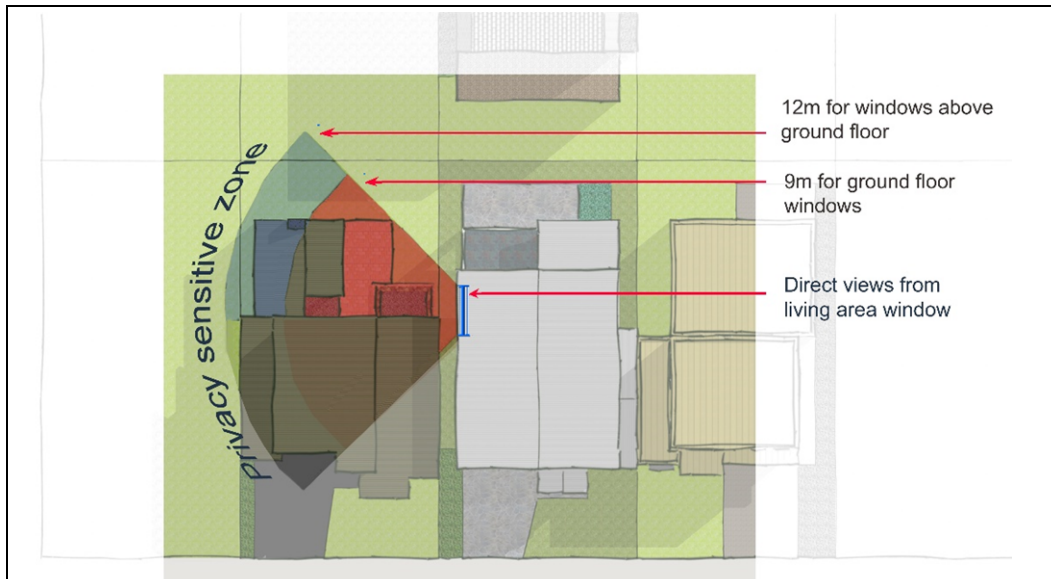 12m for windows above
ground floor
9m for ground floor
windows
Direct views from
living area window
Privacy sensitive zone